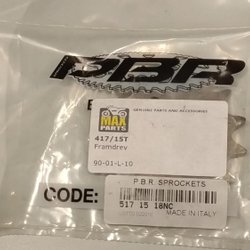 PBR
GENUINE PARTS AND ACCESSORIES
MAX
PARTS
417/15T
Framdrev
90-01-L-10
CODE:
P.B.R. SPROCKETS
517 15 18NC
MADE IN ITALY